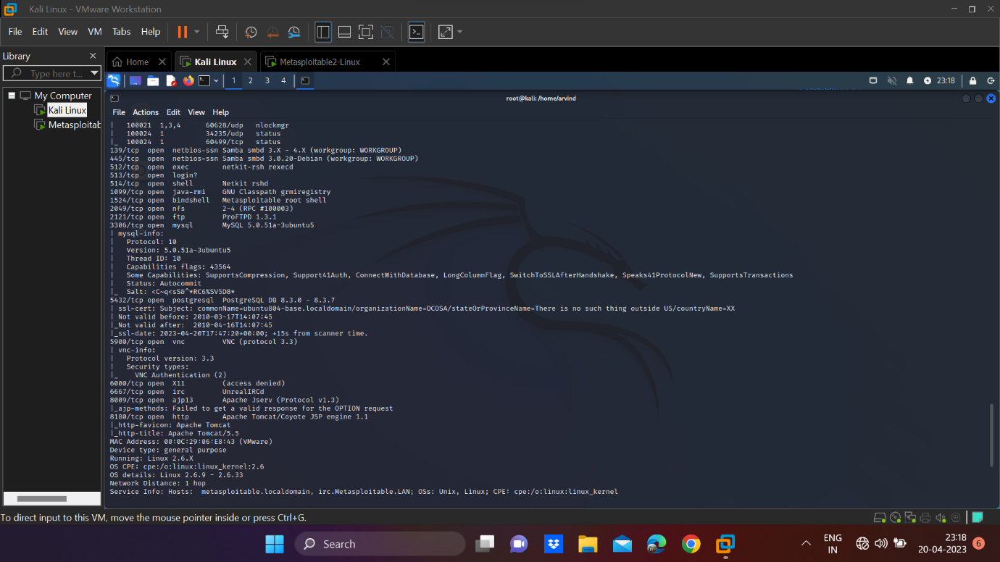 Kali Linux - VMware Workstation
File Edit View VM Tabs Help
Library
Type here t...
Home
Kali Linux
Metasploitable2-Linux
1 2 3 4
23:18
My Computer
Kali Linux
Metasploitab
root@kali: /home/arvind
File Actions Edit View Help
|   100021  1,3,4      60628/udp   nlockmgr
|   100024  1          34235/udp   status
|_  100024  1          60499/tcp   status
139/tcp  open  netbios-ssn Samba smbd 3.X - 4.X (workgroup: WORKGROUP)
445/tcp  open  netbios-ssn Samba smbd 3.0.20-Debian (workgroup: WORKGROUP)
512/tcp  open  exec        netkit-rsh rexecd
513/tcp  open  login?
514/tcp  open  shell       Netkit rshd
1099/tcp open  java-rmi    GNU Classpath grmiregistry
1524/tcp open  bindshell   Metasploitable root shell
2049/tcp open  nfs         2-4 (RPC #100003)
2121/tcp open  ftp         ProFTPD 1.3.1
3306/tcp open  mysql       MySQL 5.0.51a-3ubuntu5
| mysql-info:
|   Protocol: 10
|   Version: 5.0.51a-3ubuntu5
|   Thread ID: 10
|   Capabilities flags: 43564
|   Some Capabilities: SupportsCompression, Support41Auth, ConnectWithDatabase, LongColumnFlag, SwitchToSSLAfterHandshake, Speaks41ProtocolNew, SupportsTransactions
|   Status: Autocommit
|_  Salt: <C~q<sS&^*RC6%SV5D8*
5432/tcp open  postgresql  PostgreSQL DB 8.3.0 - 8.3.7
| ssl-cert: Subject: commonName=ubuntu804-base.localdomain/organizationName=OCOSA/stateOrProvinceName=There is no such thing outside US/countryName=XX
| Not valid before: 2010-03-17T14:07:45
|_Not valid after:  2010-04-16T14:07:45
|_ssl-date: 2023-04-20T17:47:20+00:00; +15s from scanner time.
5900/tcp open  vnc         VNC (protocol 3.3)
| vnc-info:
|   Protocol version: 3.3
|   Security types:
|_    VNC Authentication (2)
6000/tcp open  X11         (access denied)
6667/tcp open  irc         UnrealIRCd
8009/tcp open  ajp13       Apache Jserv (Protocol v1.3)
|_ajp-methods: Failed to get a valid response for the OPTION request
8180/tcp open  http        Apache Tomcat/Coyote JSP engine 1.1
|_http-favicon: Apache Tomcat
|_http-title: Apache Tomcat/5.5
MAC Address: 00:0C:29:06:E8:43 (VMware)
Device type: general purpose
Running: Linux 2.6.X
OS CPE: cpe:/o:linux:linux_kernel:2.6
OS details: Linux 2.6.9 - 2.6.33
Network Distance: 1 hop
Service Info: Hosts:  metasploitable.localdomain, irc.Metasploitable.LAN; OSs: Unix, Linux; CPE: cpe:/o:linux:linux_kernel
To direct input to this VM, move the mouse pointer inside or press Ctrl+G.
Search
ENG
IN
23:18
20-04-2023
6